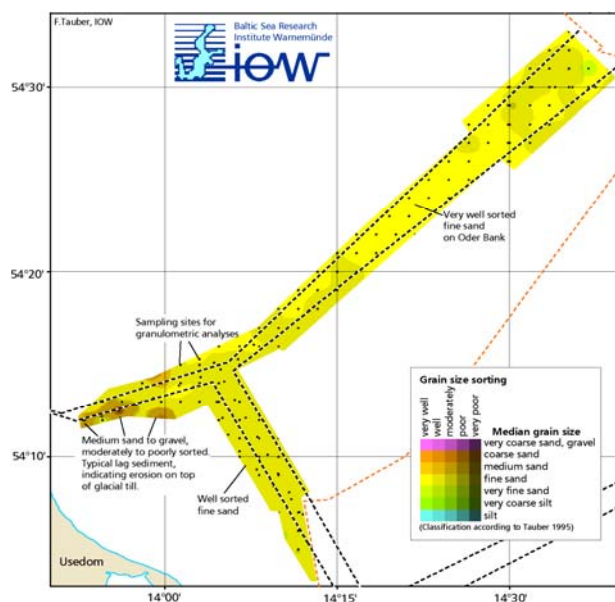 F.Tauber, IOW
Baltic Sea Research
Institute Warnemünde
iow
54°30'
54°20'
54°10'
Very well sorted
fine sand
on Oder Bank
Sampling sites for
granulometric analyses
Medium sand to gravel,
moderately to poorly sorted.
Typical lag sediment,
indicating erosion on top
of glacial till.
Well sorted
fine sand
Usedom
Grain size sorting
very well
well
moderately
poor
very poor
Median grain size
very coarse sand, gravel
coarse sand
medium sand
fine sand
very fine sand
very coarse silt
silt
(Classification according to Tauber 1995)
14°00
14°15'
14°30'